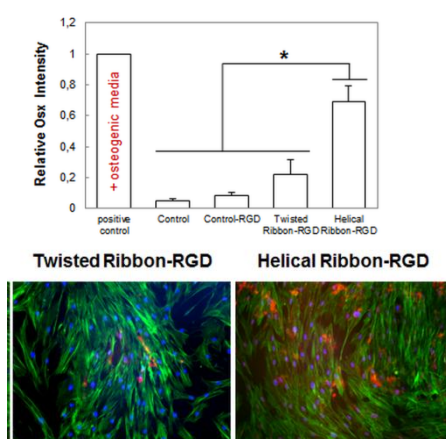 Relative Osx Intensity
1,2
1
0,8
0,6
0,4
0,2
0
+ osteogenic media
*
positive control
Control
Control-RGD
Twisted Ribbon-RGD
Helical Ribbon-RGD
Twisted Ribbon-RGD
Helical Ribbon-RGD